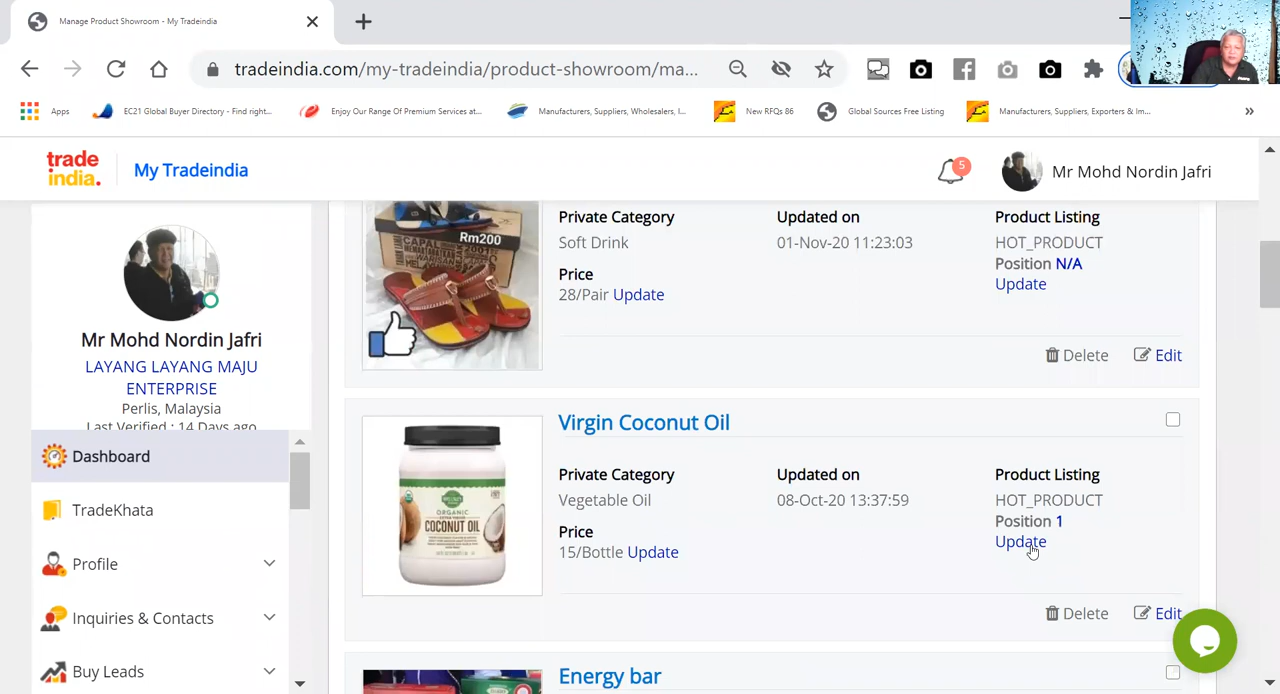 Manage Product Showroom - My Tradeindia
tradeindia.com/my-tradeindia/product-showroom/ma...
Apps
EC21 Global Buyer Directory - Find right...
Enjoy Our Range Of Premium Services at...
Manufacturers, Suppliers, Wholesalers, I...
New RFQs 86
Global Sources Free Listing
Manufacturers, Suppliers, Exporters & Im...
»
trade
india.
My Tradeindia
5
Mr Mohd Nordin Jafri
Mr Mohd Nordin Jafri
LAYANG LAYANG MAJU
ENTERPRISE
Perlis, Malaysia
Last Verified : 14 Days ago
Dashboard
TradeKhata
Profile
Inquiries & Contacts
Buy Leads
Rm200
Private Category
Soft Drink
Price
28/Pair Update
Updated on
01-Nov-20 11:23:03
Product Listing
HOT_PRODUCT
Position N/A
Update
Delete
Edit
ORGANIC
COCONUT OIL
Virgin Coconut Oil
Private Category
Vegetable Oil
Price
15/Bottle Update
Updated on
08-Oct-20 13:37:59
Product Listing
HOT_PRODUCT
Position 1
Update
Delete
Edit
Energy bar